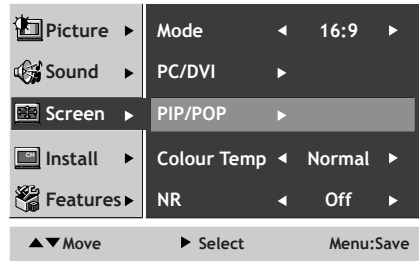 Picture ▶ Mode ◀ 16:9 ▶
Sound ▶ PC/DVI ▶
Screen ▶ PIP/POP ▶
CH Install ▶ Colour Temp ◀ Normal ▶
Features ▶ NR ◀ Off ▶
▲▼Move ▶ Select Menu:Save